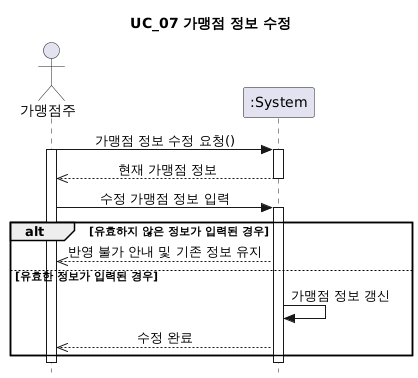 UC_07 가맹점 정보 수정
가맹점주
:System
가맹점 정보 수정 요청()
현재 가맹점 정보
수정 가맹점 정보 입력
alt [유효하지 않은 정보가 입력된 경우]
반영 불가 안내 및 기존 정보 유지
[유효한 정보가 입력된 경우]
가맹점 정보 갱신
수정 완료